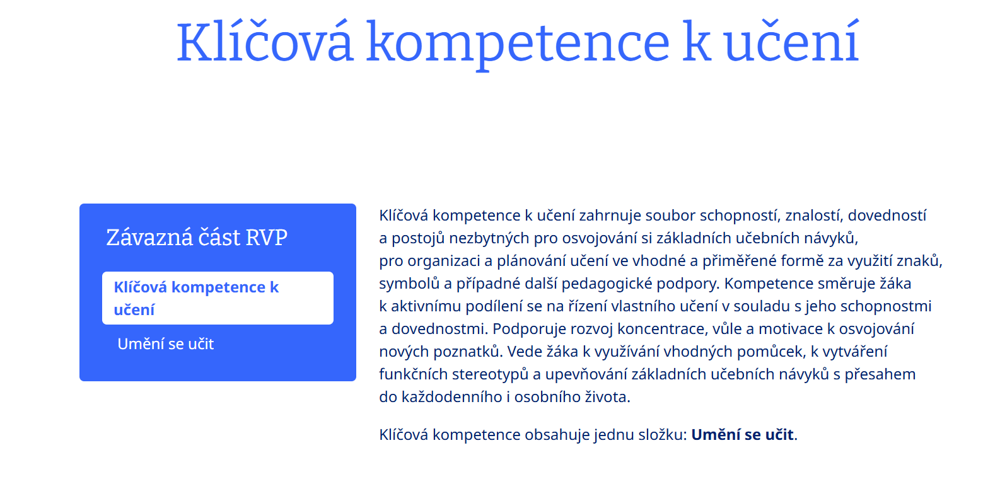 Klíčová kompetence k učení
Závazná část RVP
Klíčová kompetence k
učení
Umění se učit
Klíčová kompetence k učení zahrnuje soubor schopností, znalostí, dovedností
a postojů nezbytných pro osvojování si základních učebních návyků,
pro organizaci a plánování učení ve vhodné a přiměřené formě za využití znaků,
symbolů a případné další pedagogické podpory. Kompetence směruje žáka
k aktivnímu podílení se na řízení vlastního učení v souladu s jeho schopnostmi
a dovednostmi. Podporuje rozvoj koncentrace, vůle a motivace k osvojování
nových poznatků. Vede žáka k využívání vhodných pomůcek, k vytváření
funkčních stereotypů a upevňování základních učebních návyků s přesahem
do každodenního i osobního života.
Klíčová kompetence obsahuje jednu složku: Umění se učit.